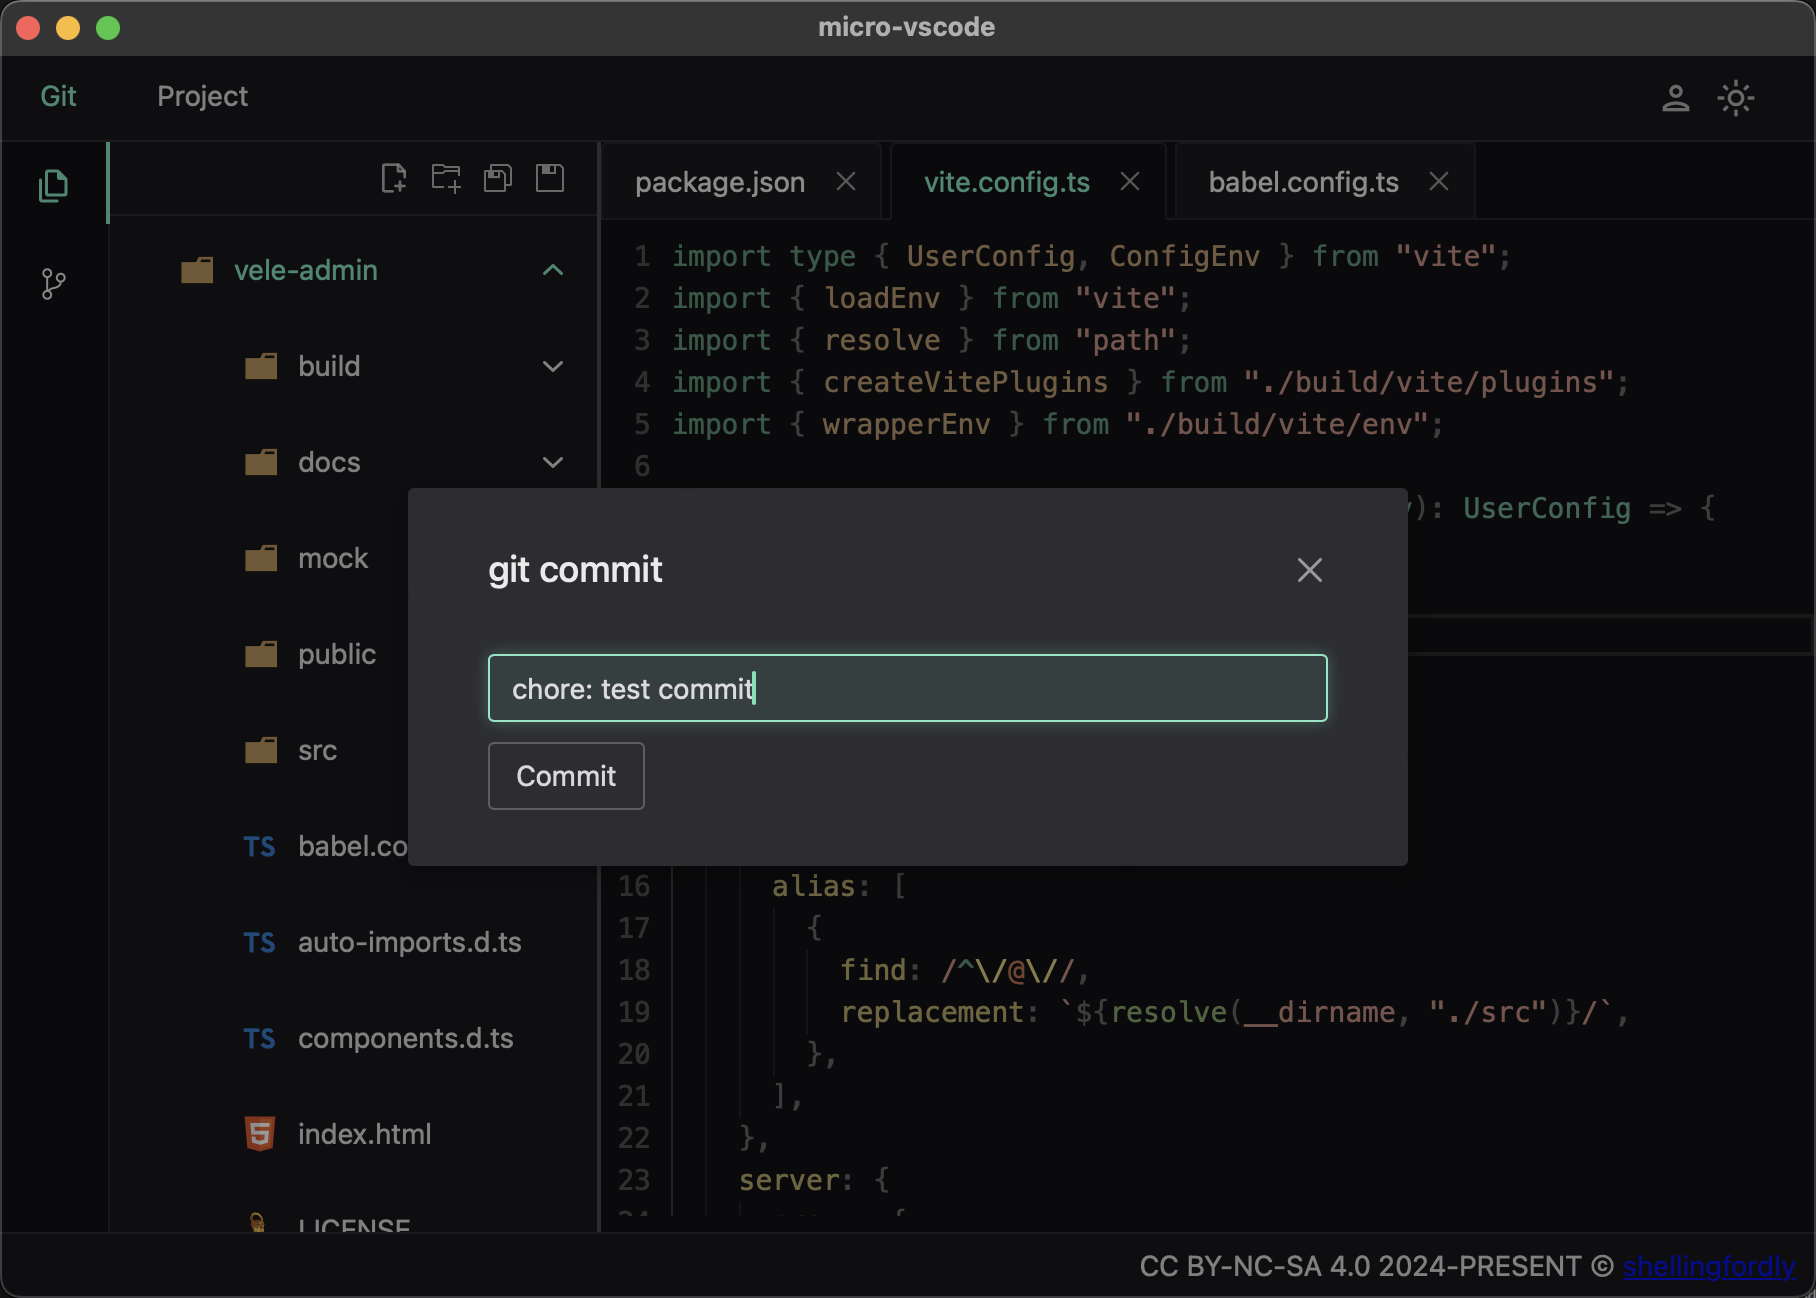 micro-vscode
Git Project
package.json
vite.config.ts
babel.config.ts
vele-admin
build
docs
mock
public
src
TS babel.co
TS auto-imports.d.ts
TS components.d.ts
index.html
LICENSE
1 import type { UserConfig, ConfigEnv } from "vite";
2 import { loadEnv } from "vite";
3 import { resolve } from "path";
4 import { createVitePlugins } from "./build/vite/plugins";
5 import { wrapperEnv } from "./build/vite/env";
6
): UserConfig => {
git commit
chore: test commit
Commit
16 alias: [
17 {
18 find: /^\/@\//,
19 replacement: `${resolve(__dirname, "./src")}/`,
20 },
21 ],
22 },
23 server: {
CC BY-NC-SA 4.0 2024-PRESENT © shellingfordly